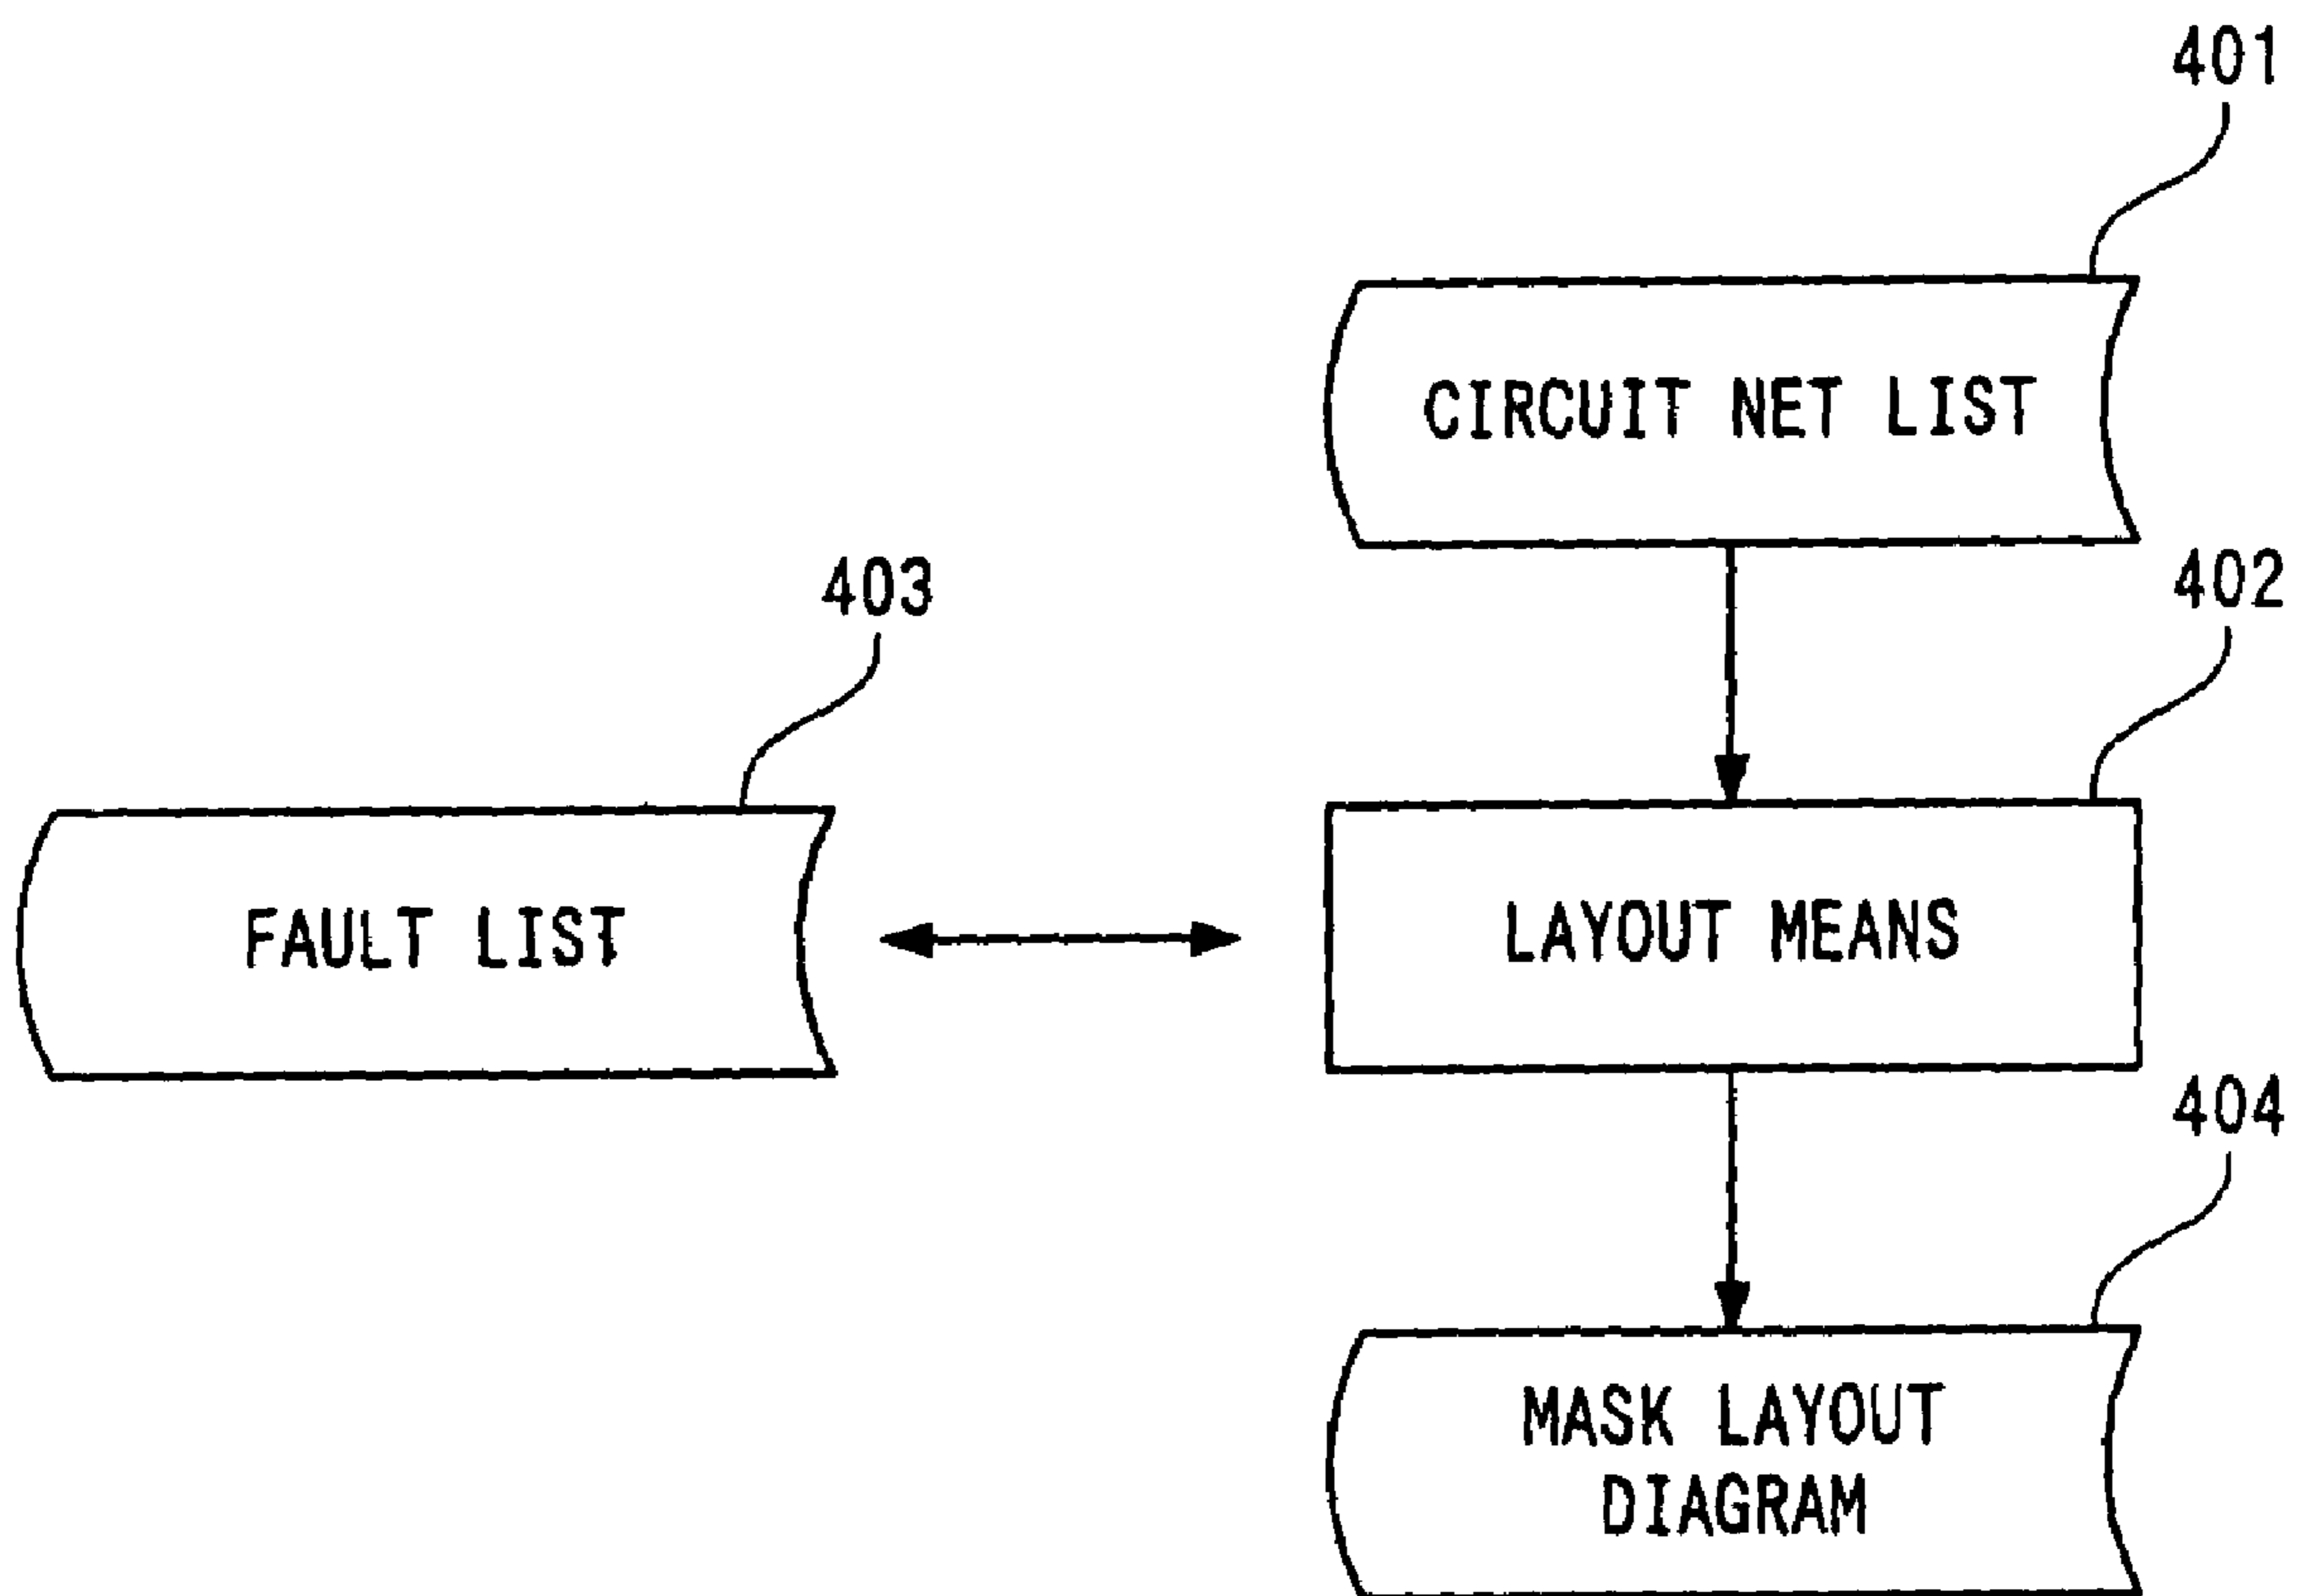 401
CIRCUIT NET LIST
402
403
LAYOUT MEANS
FAULT LIST
404
MASK LAYOUT
DIAGRAM